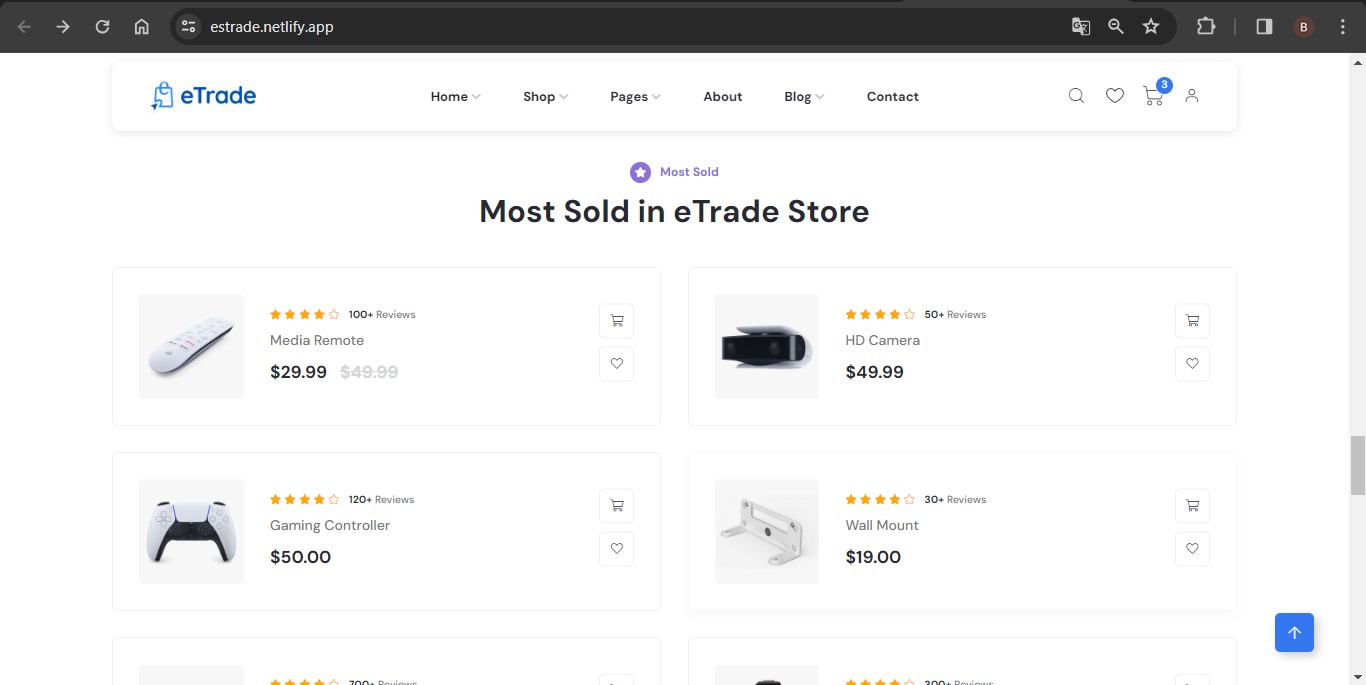 estrade.netlify.app
B
eTrade
Home Shop Pages About Blog Contact
3
Most Sold
Most Sold in eTrade Store
100+ Reviews
Media Remote
$29.99 $49.99
50+ Reviews
HD Camera
$49.99
120+ Reviews
Gaming Controller
$50.00
30+ Reviews
Wall Mount
$19.00
700+ Reviews
300+ Reviews